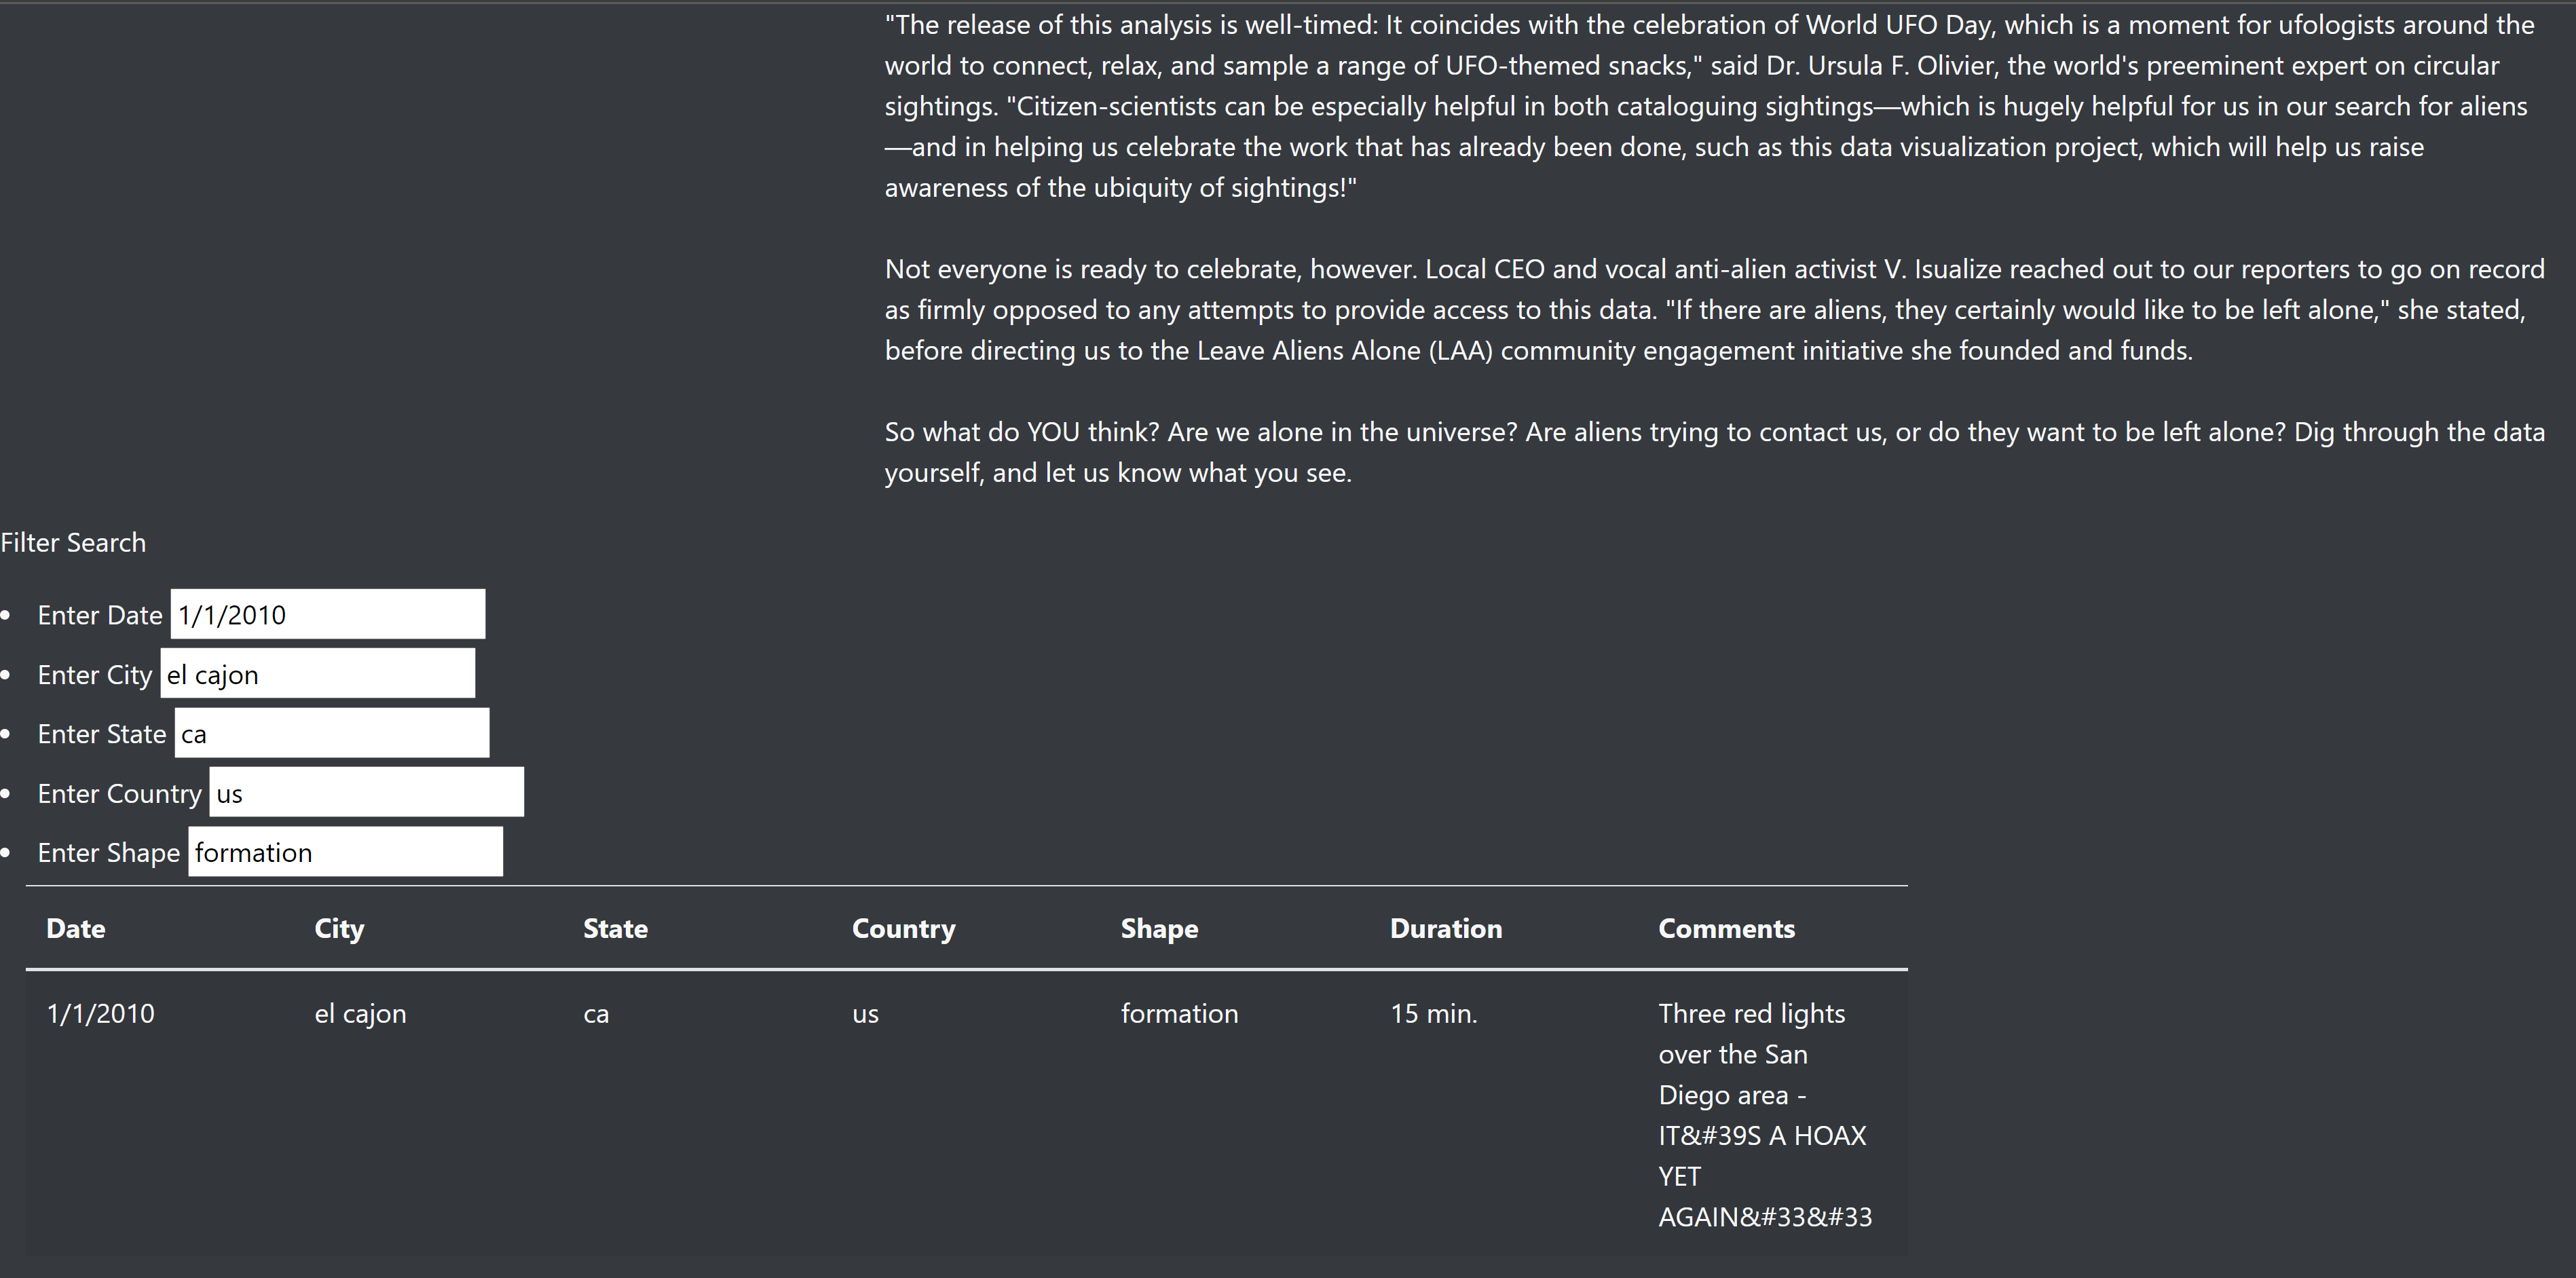 "The release of this analysis is well-timed: It coincides with the celebration of World UFO Day, which is a moment for ufologists around the
world to connect, relax, and sample a range of UFO-themed snacks," said Dr. Ursula F. Olivier, the world's preeminent expert on circular
sightings. "Citizen-scientists can be especially helpful in both cataloguing sightings—which is hugely helpful for us in our search for aliens
—and in helping us celebrate the work that has already been done, such as this data visualization project, which will help us raise
awareness of the ubiquity of sightings!"
Not everyone is ready to celebrate, however. Local CEO and vocal anti-alien activist V. Isualize reached out to our reporters to go on record
as firmly opposed to any attempts to provide access to this data. "If there are aliens, they certainly would like to be left alone," she stated,
before directing us to the Leave Aliens Alone (LAA) community engagement initiative she founded and funds.
So what do YOU think? Are we alone in the universe? Are aliens trying to contact us, or do they want to be left alone? Dig through the data
yourself, and let us know what you see.
Filter Search
Enter Date 1/1/2010
Enter City el cajon
Enter State ca
Enter Country us
Enter Shape formation
Date City State Country Shape Duration Comments
1/1/2010 el cajon ca us formation 15 min. Three red lights
over the San
Diego area -
IT&#39S A HOAX
YET
AGAIN&#33&#33